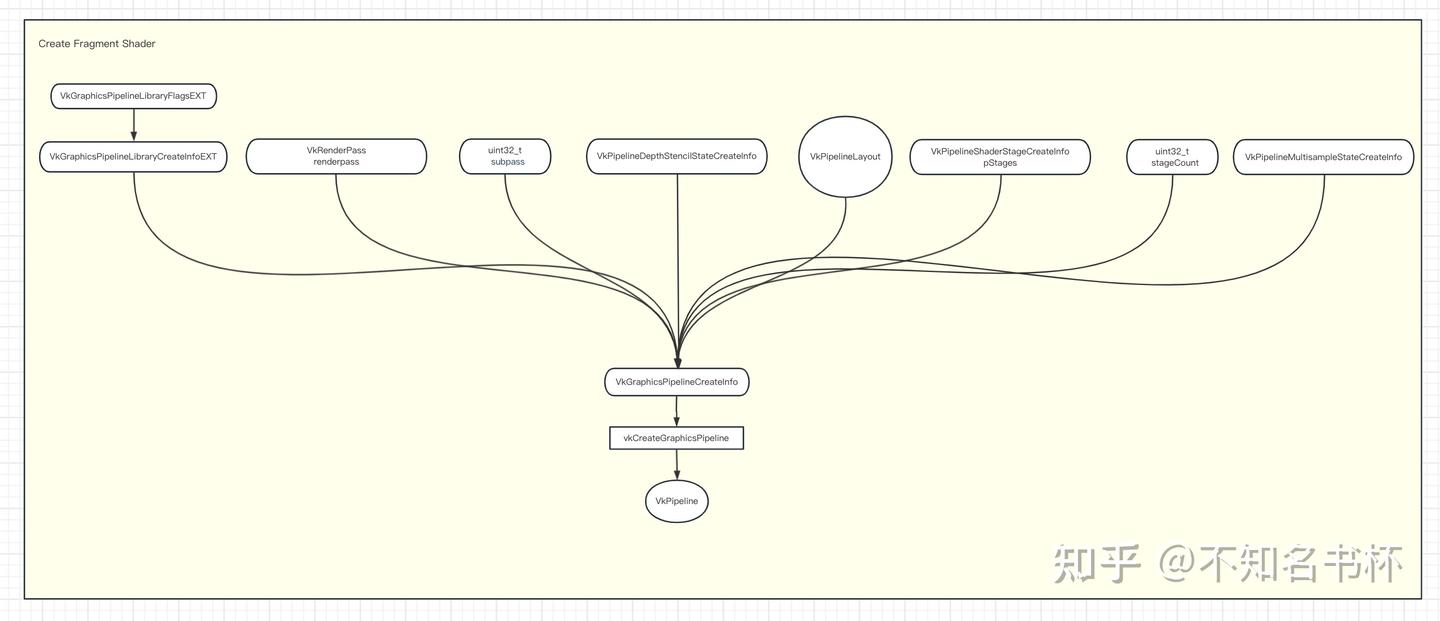 Create Fragment Shader
VkGraphicsPipelineLibraryFlagsEXT
VkGraphicsPipelineLibraryCreateInfoEXT
VkRenderPass
renderpass
uint32_t
subpass
VkPipelineDepthStencilStateCreateInfo
VkPipelineLayout
VkPipelineShaderStageCreateInfo
pStages
uint32_t
stageCount
VkPipelineMultisampleStateCreateInfo
VkGraphicsPipelineCreateInfo
vkCreateGraphicsPipeline
VkPipeline
知乎 @不知名书杯